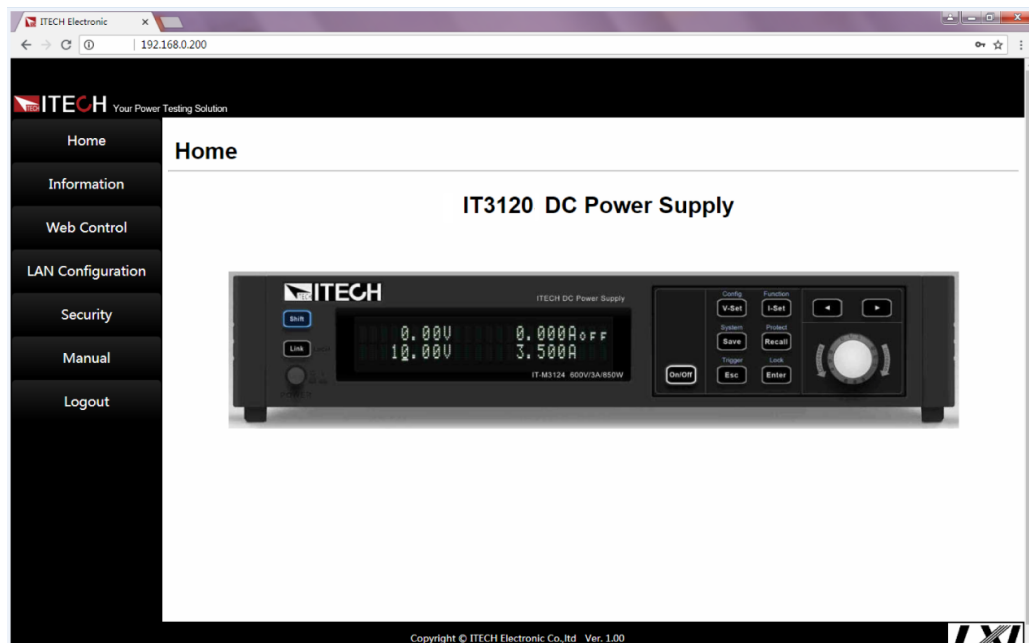 ITECH Electronic
192.168.0.200
ITECH Your Power Testing Solution
Home
Information
Web Control
LAN Configuration
Security
Manual
Logout
Home
IT3120 DC Power Supply
ITECH
ITECH DC Power Supply
Shift
Link
0.00V 0.000A OFF
10.00V 3.500A
IT-M3124 600V/3A/850W
On/Off
Config Function
V-Set I-Set
System Protect
Save Recall
Trigger Lock
Esc Enter
Copyright © ITECH Electronic Co.,ltd Ver. 1.00
LXI